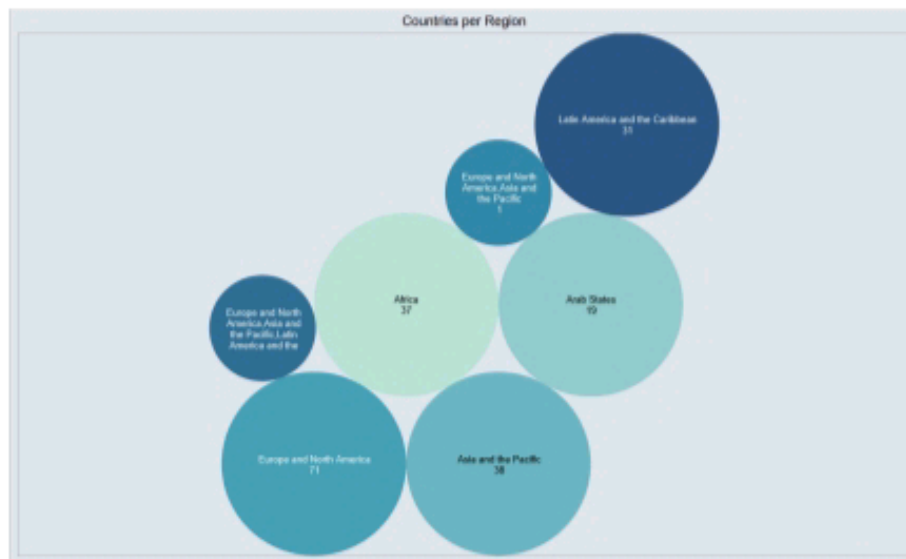 Countries per Region
Latin America and the Caribbean
31
Europe and North
America,Asia and
the Pacific
1
Africa
37
Arab States
19
Europe and North
America,Asia and
the Pacific,Latin
America and the
Europe and North America
71
Asia and the Pacific
38